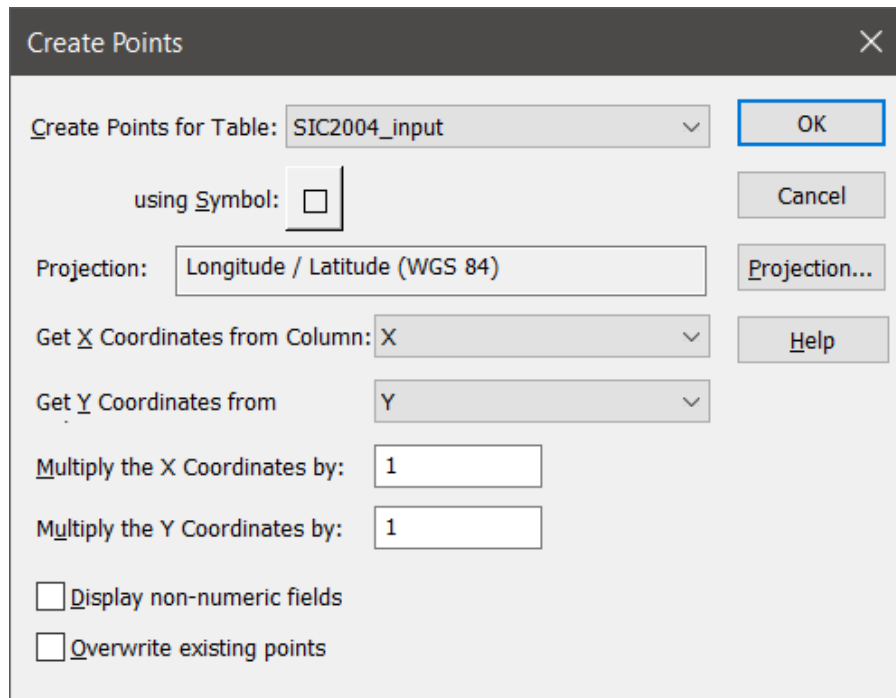 Create Points
Create Points for Table: SIC2004_input OK
using Symbol: Cancel
Projection: Longitude / Latitude (WGS 84) Projection...
Get X Coordinates from Column: X Help
Get Y Coordinates from Y
Multiply the X Coordinates by: 1
Multiply the Y Coordinates by: 1
Display non-numeric fields
Overwrite existing points